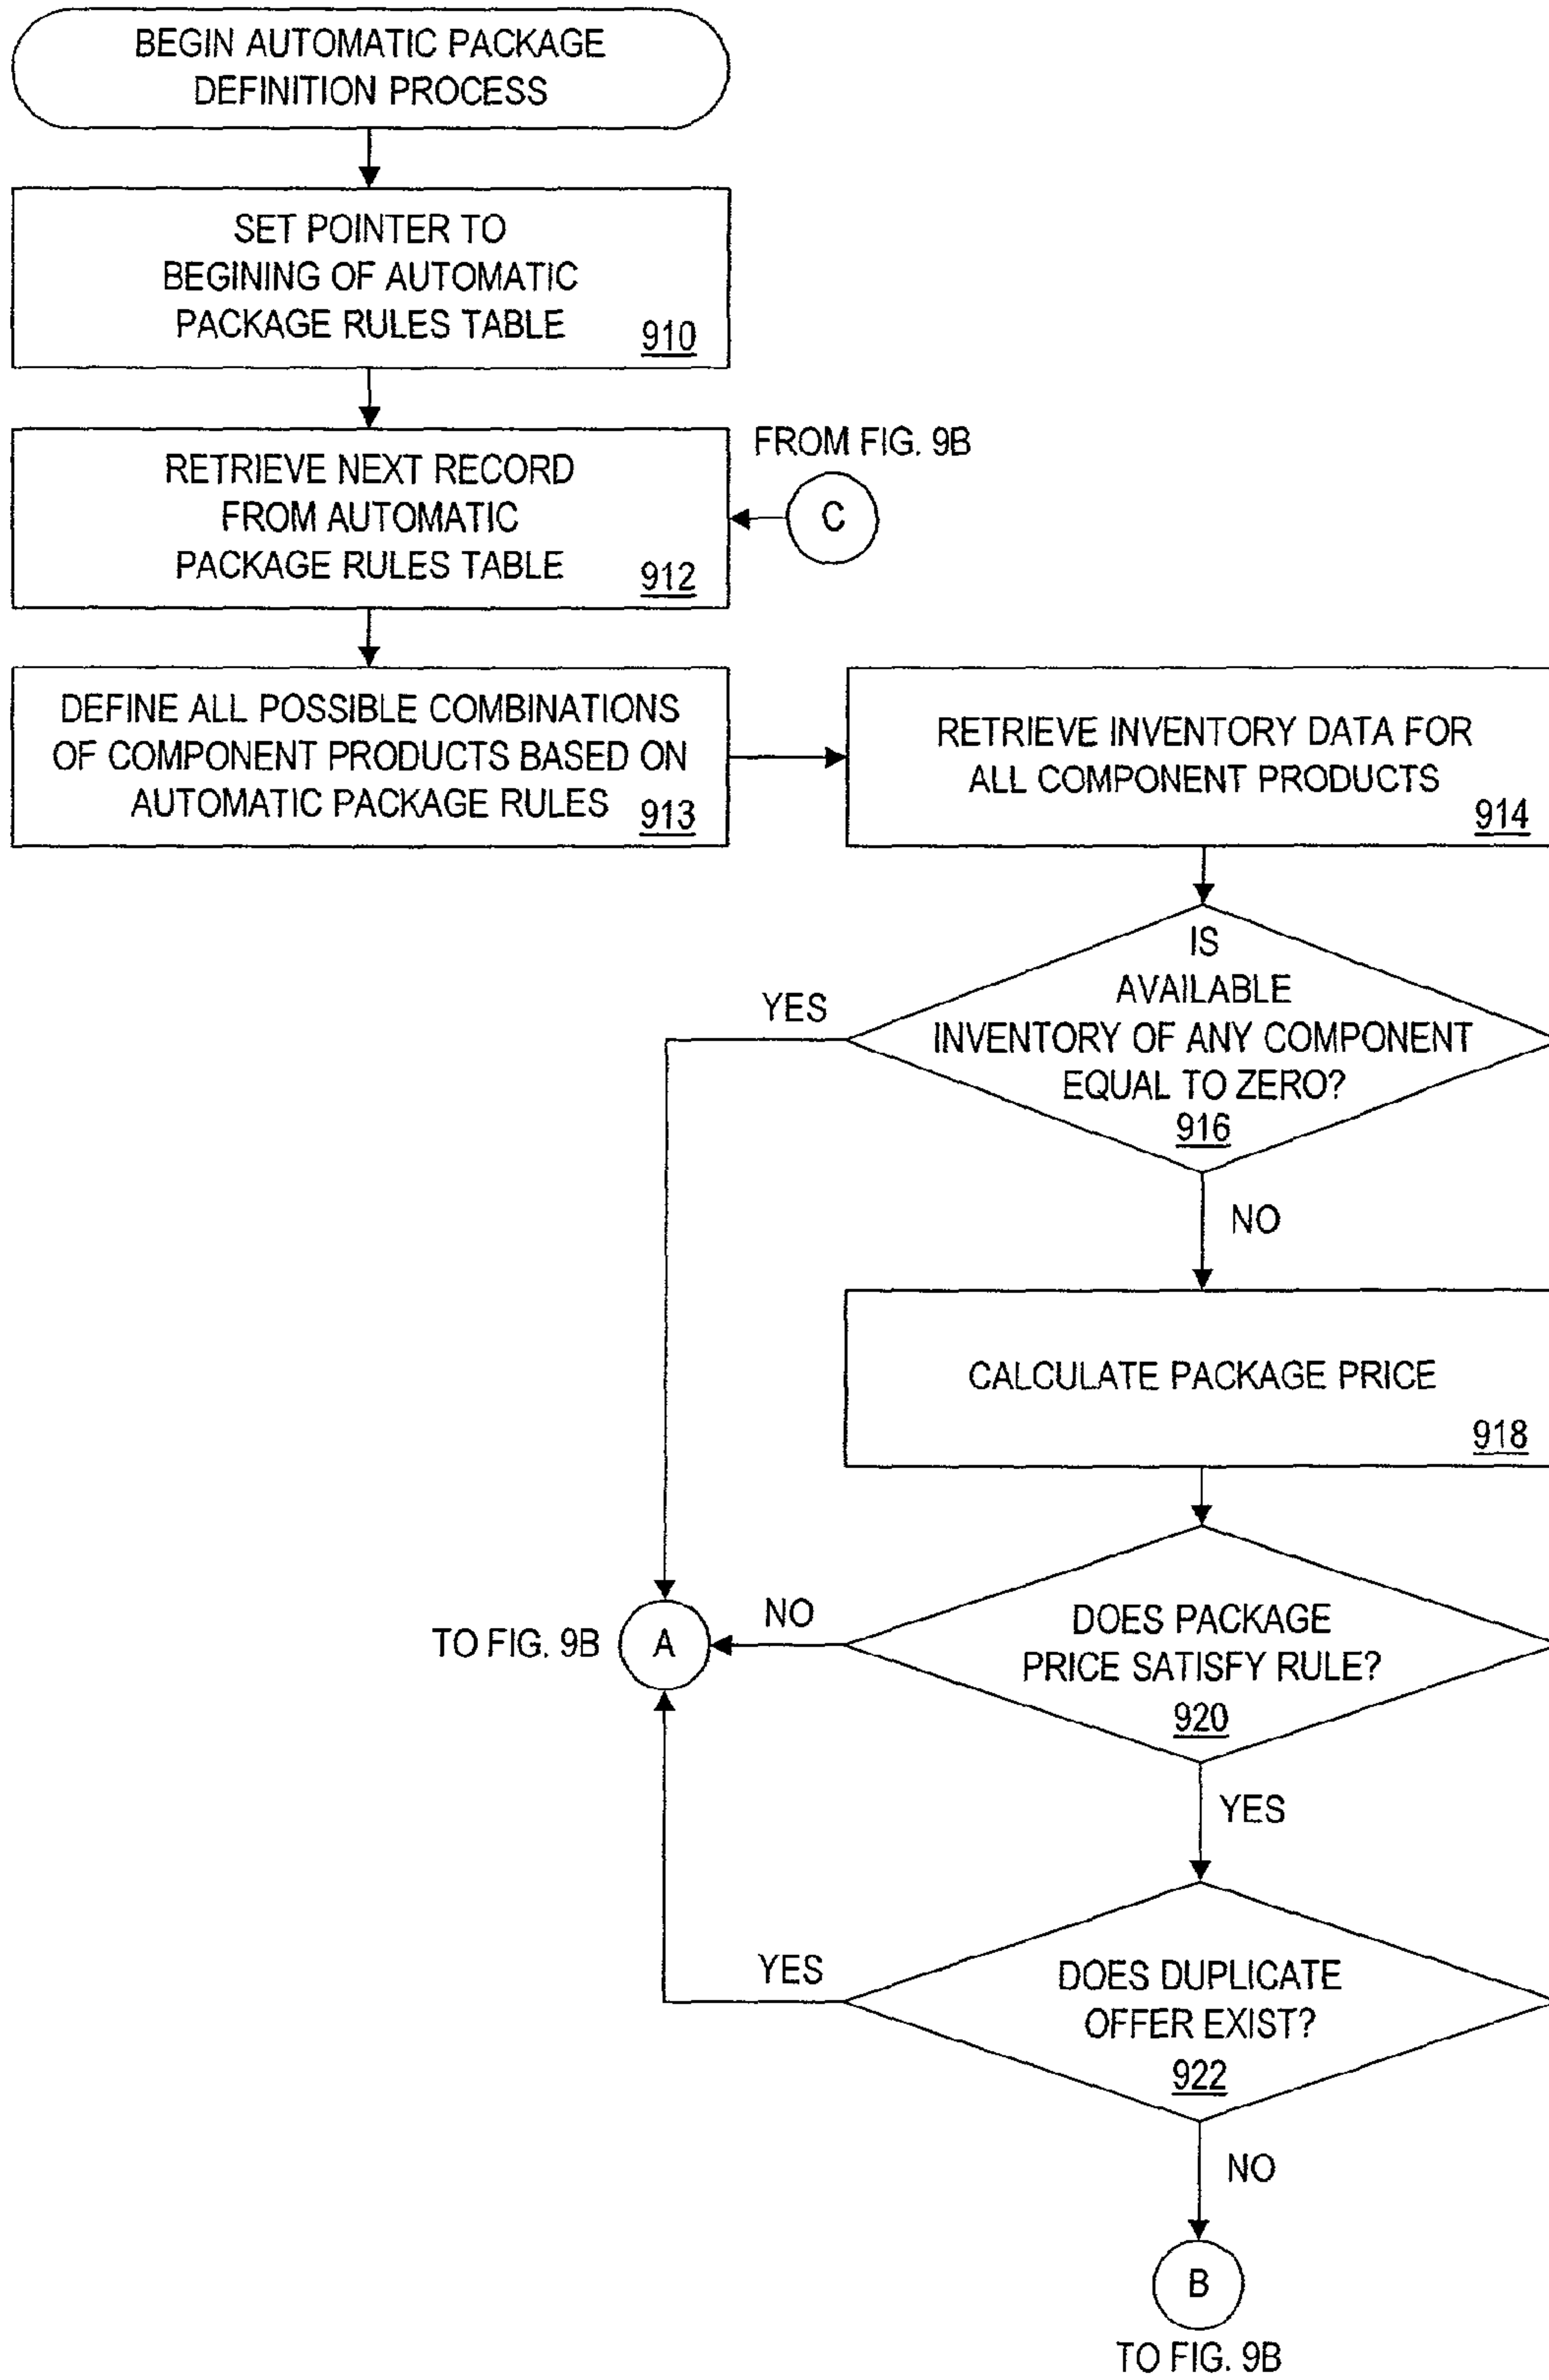 BEGIN AUTOMATIC PACKAGE
DEFINITION PROCESS
SET POINTER TO
BEGINING OF AUTOMATIC
PACKAGE RULES TABLE
910
FROM FIG. 9B
RETRIEVE NEXT RECORD
FROM AUTOMATIC
PACKAGE RULES TABLE
912
C
DEFINE ALL POSSIBLE COMBINATIONS
OF COMPONENT PRODUCTS BASED ON
AUTOMATIC PACKAGE RULES
913
RETRIEVE INVENTORY DATA FOR
ALL COMPONENT PRODUCTS
914
IS
AVAILABLE
INVENTORY OF ANY COMPONENT
EQUAL TO ZERO?
916
YES
NO
CALCULATE PACKAGE PRICE
918
DOES PACKAGE
PRICE SATISFY RULE?
920
NO
TO FIG. 9B
A
YES
DOES DUPLICATE
OFFER EXIST?
922
YES
NO
B
TO FIG. 9B